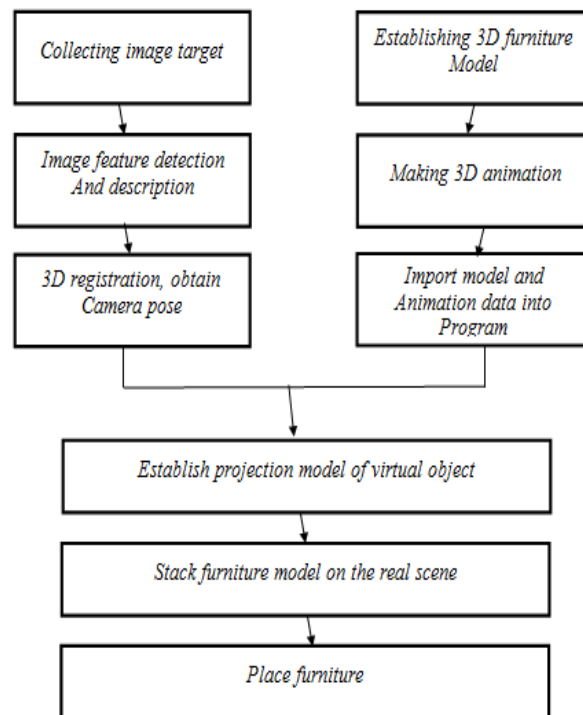 Collecting image target
Establishing 3D furniture
Model
Image feature detection
And description
Making 3D animation
3D registration, obtain
Camera pose
Import model and
Animation data into
Program
Establish projection model of virtual object
Stack furniture model on the real scene
Place furniture